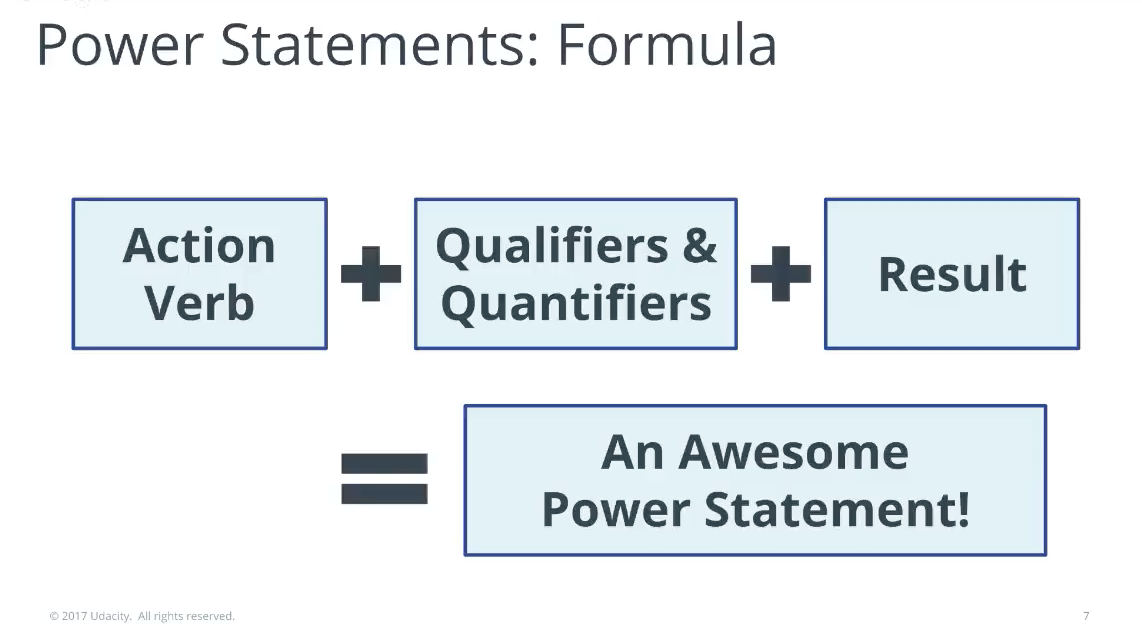 Power Statements: Formula
Action
Verb
Qualifiers &
Quantifiers
Result
An Awesome
Power Statement!
© 2017 Udacity. All rights reserved.
7